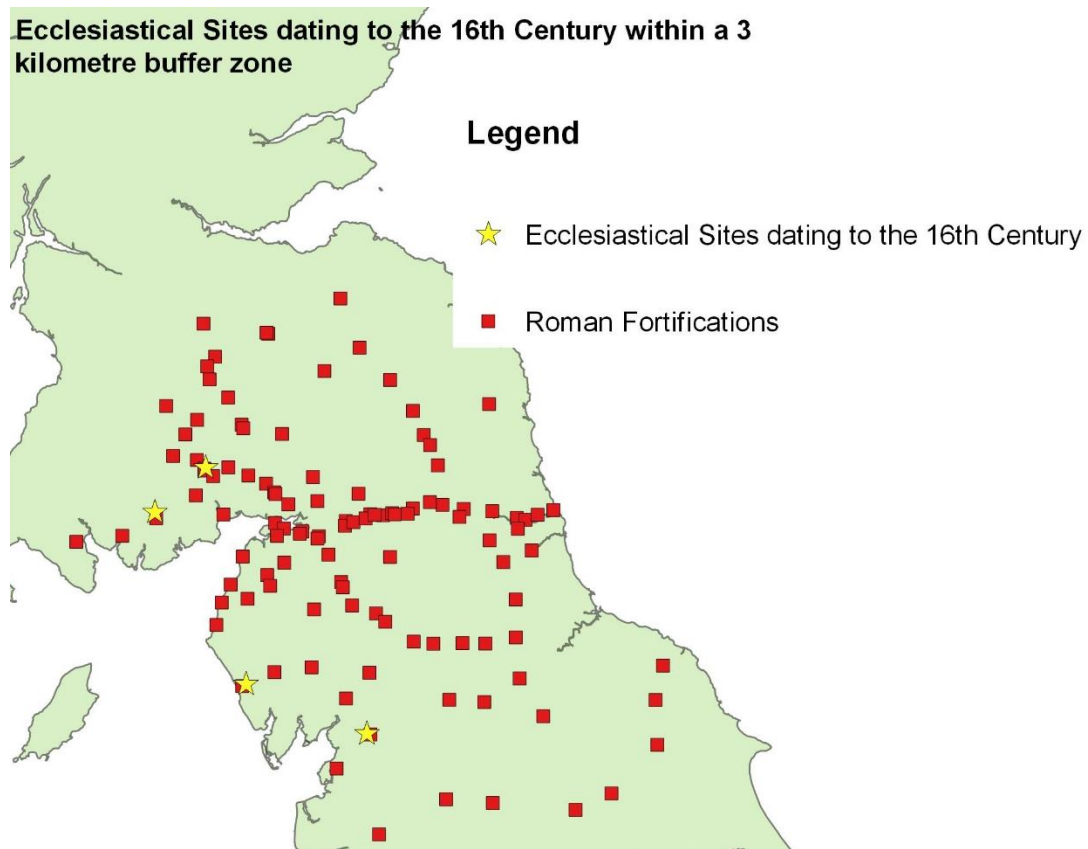 Ecclesiastical Sites dating to the 16th Century within a 3
kilometre buffer zone
Legend
Ecclesiastical Sites dating to the 16th Century
Roman Fortifications